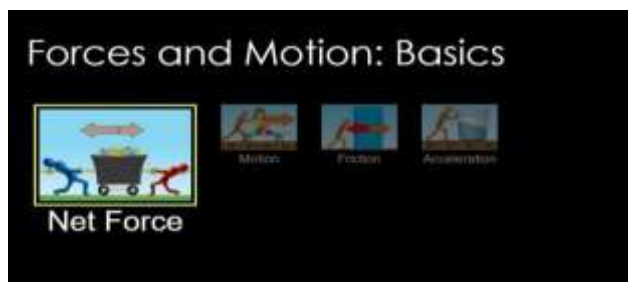 Forces and Motion: Basics
Net Force
Motion
Friction
Acceleration